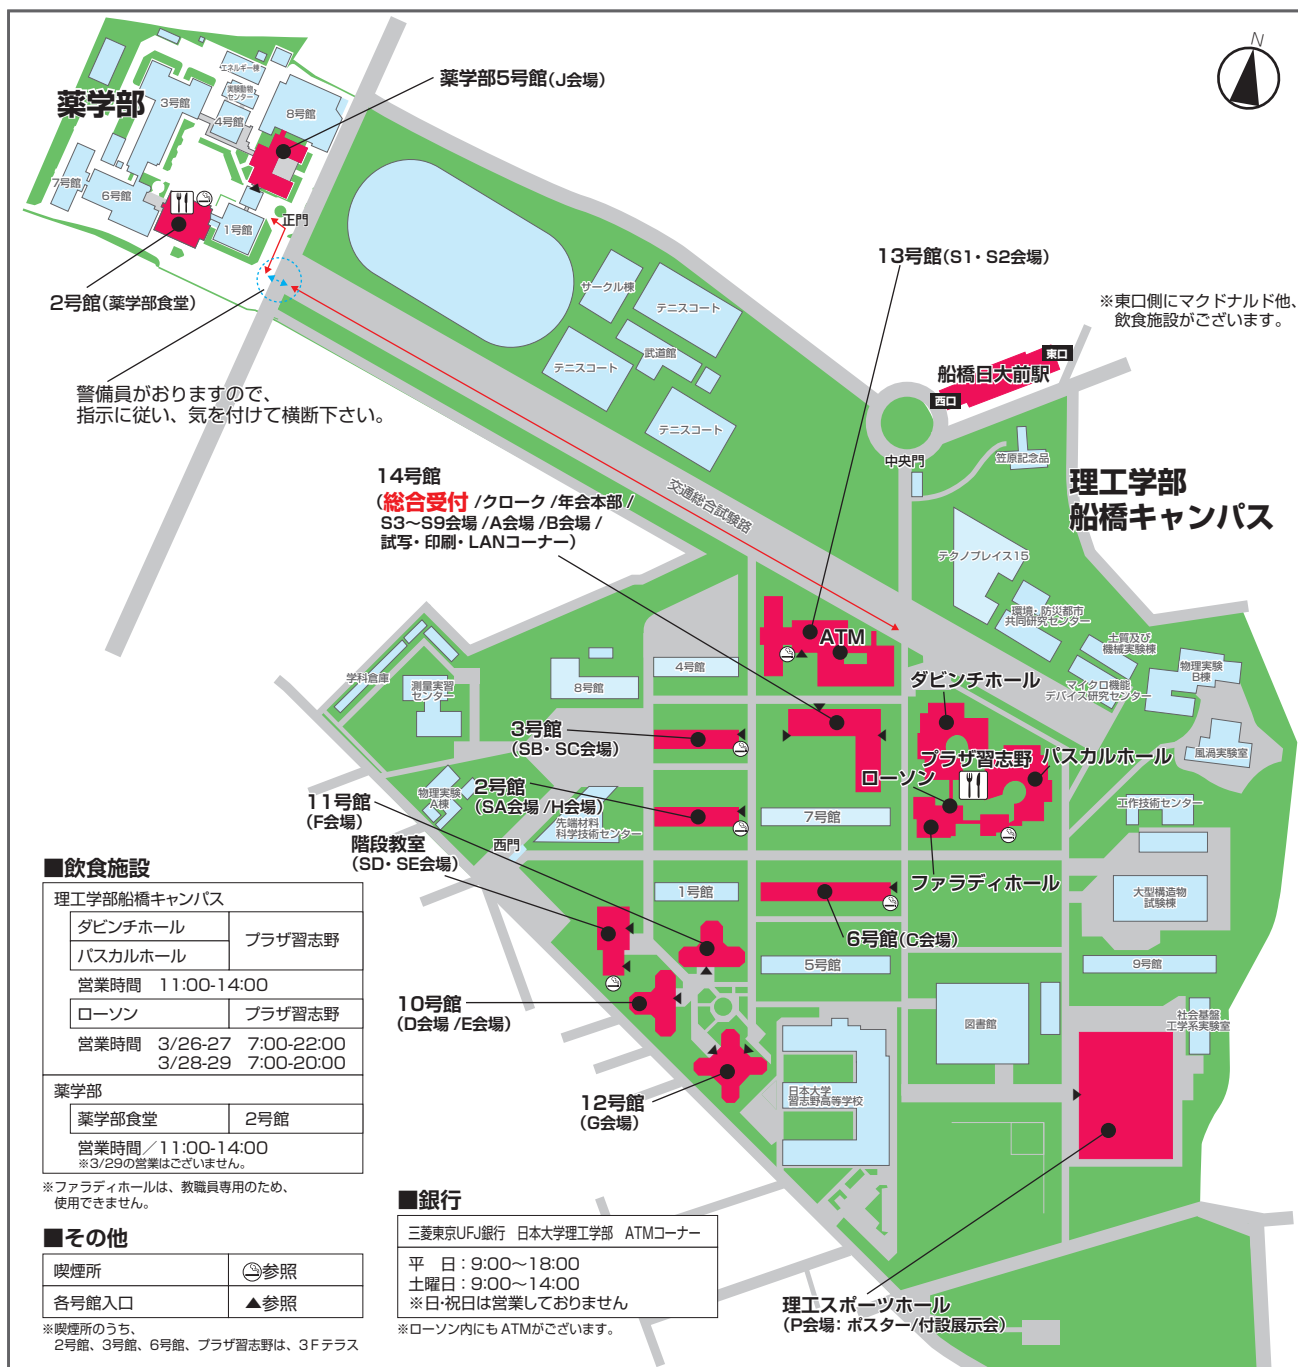 N
エネルギー棟
実験動物
センター
3号館
4号館
8号館
薬学部
薬学部5号館(J会場)
7号館
6号館
1号館
正門
2号館(薬学部食堂)
警備員がおりますので、
指示に従い、気を付けて横断下さい。
サークル棟
テニスコート
武道館
テニスコート
テニスコート
13号館(S1・S2会場)
※東口側にマクドナルド他、
飲食施設がございます。
東口
船橋日大前駅
西口
中央門
笠原記念品
理工学部
船橋キャンパス
交通総合試験路
14号館
(総合受付/クローク/年会本部/
S3〜S9会場/A会場/B会場/
試写・印刷・LANコーナー)
テクノプレイス15
環境・防災都市
共同研究センター
土質及び
機械実験棟
マイクロ機能
デバイス研究センター
物理実験
B棟
風渦実験室
ATM
学科倉庫
測量実習
センター
8号館
4号館
ダビンチホール
3号館
(SB・SC会場)
プラザ習志野
パスカルホール
ローソン
物理実験
A棟
2号館
(SA会場/H会場)
先端材料
科学技術センター
11号館
(F会場)
7号館
工作技術センター
西門
階段教室
(SD・SE会場)
ファラディホール
1号館
大型構造物
試験棟
6号館(C会場)
5号館
9号館
10号館
(D会場/E会場)
図書館
社会基盤
工学系実験室
12号館
(G会場)
日本大学
習志野高等学校
理工スポーツホール
(P会場：ポスター/付設展示会)
■飲食施設
理工学部船橋キャンパス
ダビンチホール
プラザ習志野
パスカルホール
営業時間 11:00-14:00
ローソン プラザ習志野
営業時間 3/26-27 7:00-22:00
3/28-29 7:00-20:00
薬学部
薬学部食堂 2号館
営業時間／11:00-14:00
※3/29の営業はございません。
※ファラディホールは、教職員専用のため、
使用できません。
■その他
喫煙所 参照
各号館入口 ▲参照
※喫煙所のうち、
2号館、3号館、6号館、プラザ習志野は、3Fテラス
■銀行
三菱東京UFJ銀行 日本大学理工学部 ATMコーナー
平 日：9:00〜18:00
土曜日：9:00〜14:00
※日・祝日は営業しておりません
※ローソン内にもATMがございます。